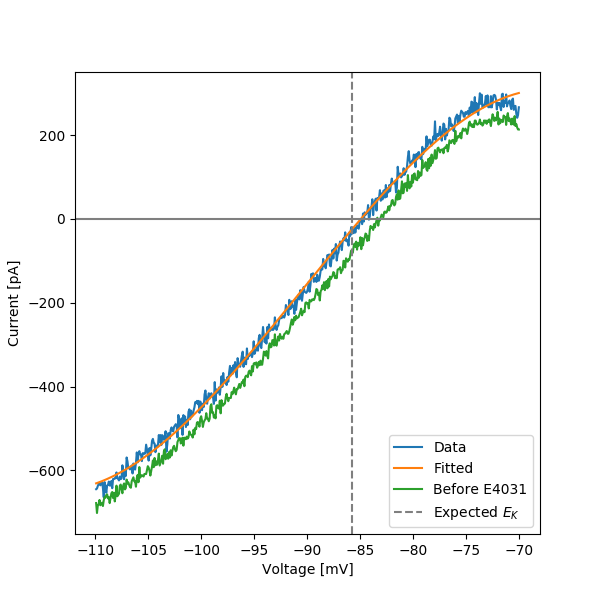 200
0
−200
−400
−600
Current [pA]
−110 −105 −100 −95 −90 −85 −80 −75 −70
Voltage [mV]
Data
Fitted
Before E4031
Expected E_K